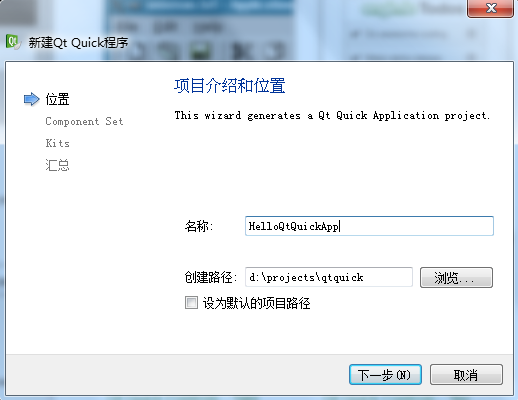 新建Qt Quick程序
位置
Component Set
Kits
汇总
项目介绍和位置
This wizard generates a Qt Quick Application project.
名称:
HelloQtQuickApp
创建路径:
d:\projects\qtquick
浏览...
设为默认的项目路径
下一步(N)
取消